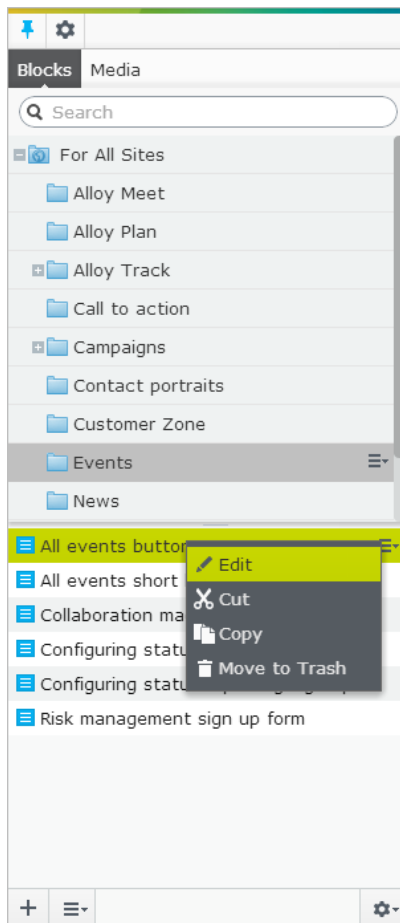 Blocks Media
Search
For All Sites
Alloy Meet
Alloy Plan
Alloy Track
Call to action
Campaigns
Contact portraits
Customer Zone
Events
News
All events button
Edit
All events short
Cut
Collaboration ma
Copy
Configuring statu
Move to Trash
Configuring statu
Risk management sign up form